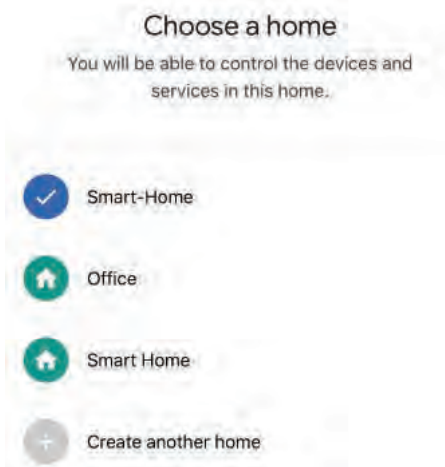 Choose a home
You will be able to control the devices and
services in this home.
Smart-Home
Office
Smart Home
Create another home